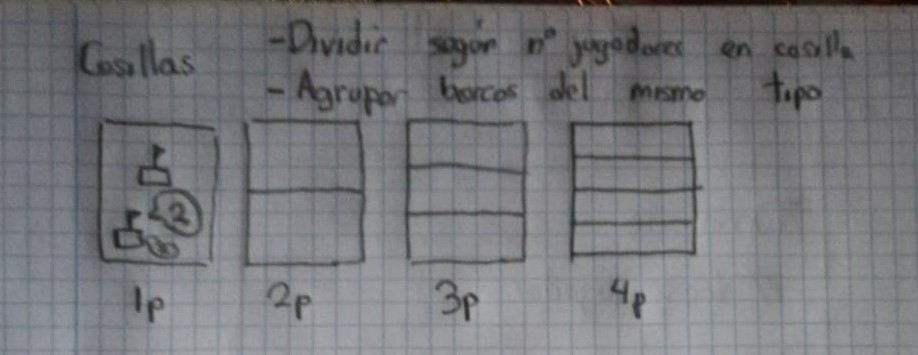 Casillas
-Dividir según nº jugadores en casilla
- Agrupar barcos del mismo tipo
2
1p 2p 3p 4p